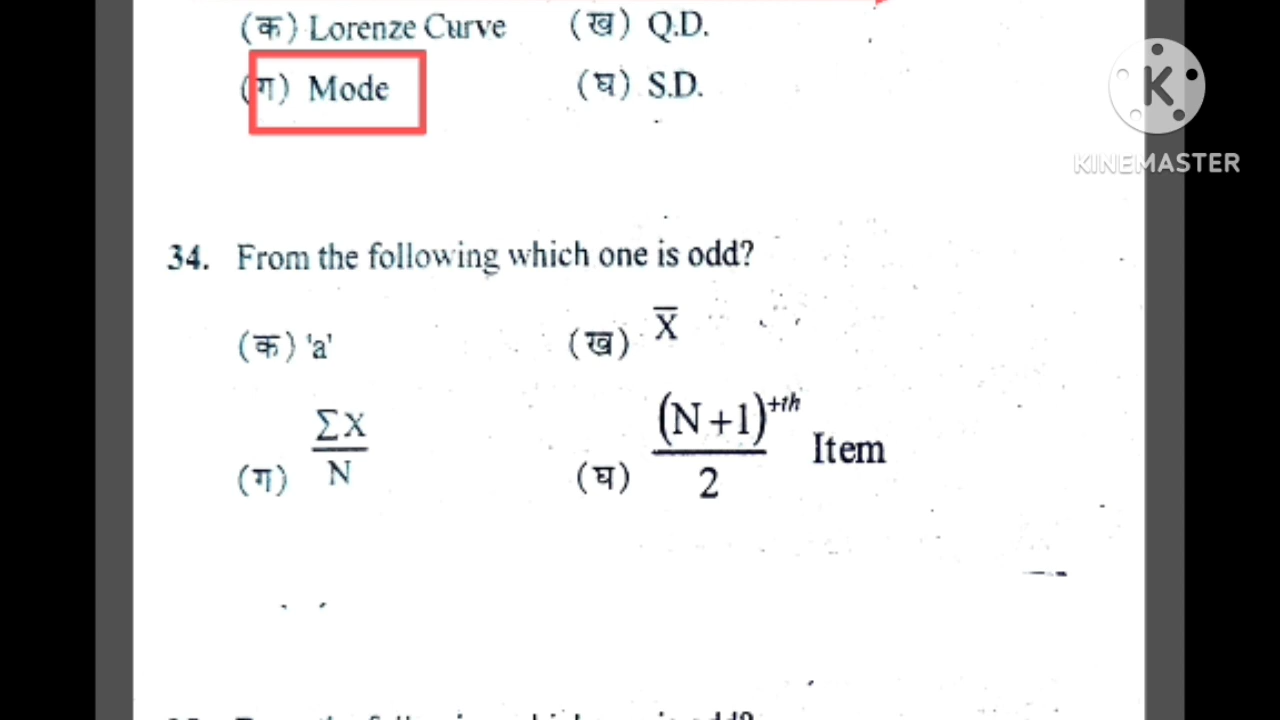 (क) Lorenze Curve (ख) Q.D.
(ग) Mode (घ) S.D.
K
KINEMASTER
34. From the following which one is odd?
(क) 'a' (ख) X̅
(ग) ΣX / N (घ) (N+1)^+th / 2 Item